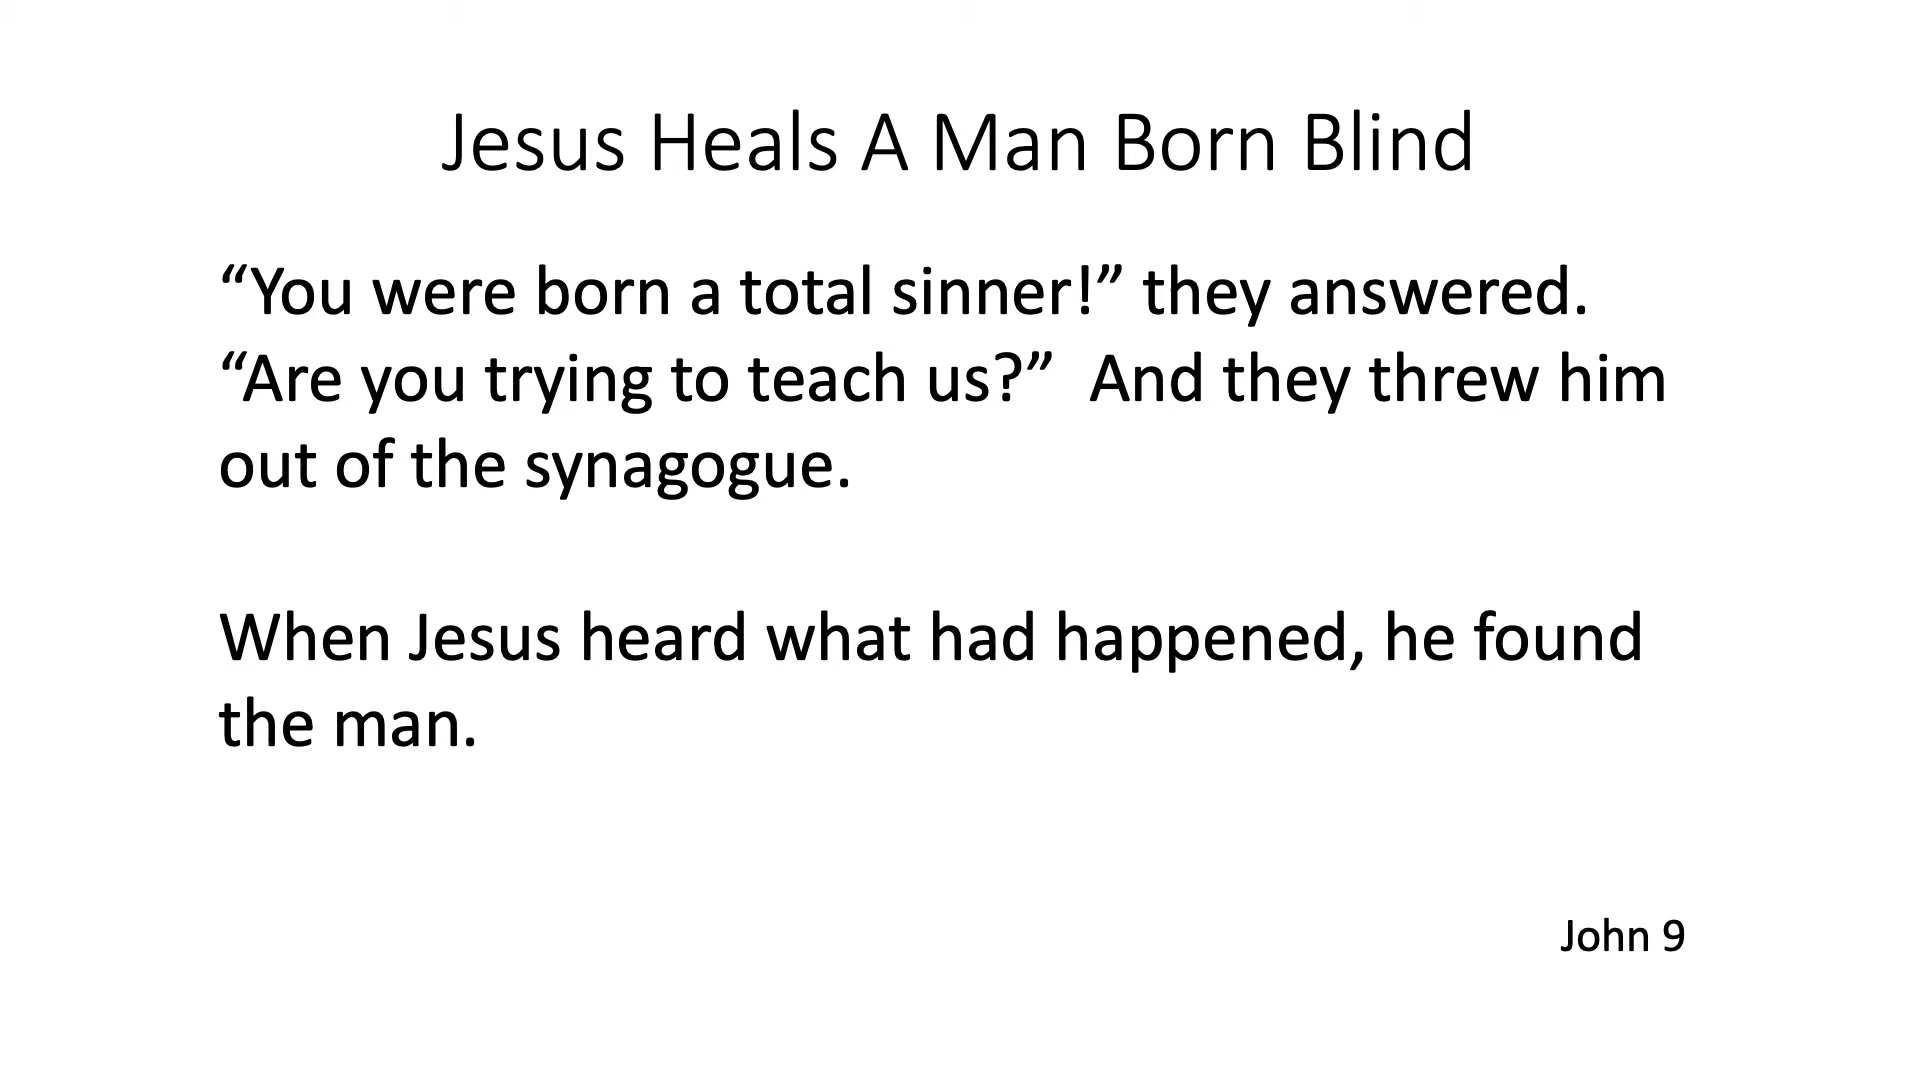 Jesus Heals A Man Born Blind
“You were born a total sinner!” they answered.
“Are you trying to teach us?”  And they threw him
out of the synagogue.
When Jesus heard what had happened, he found
the man.
John 9